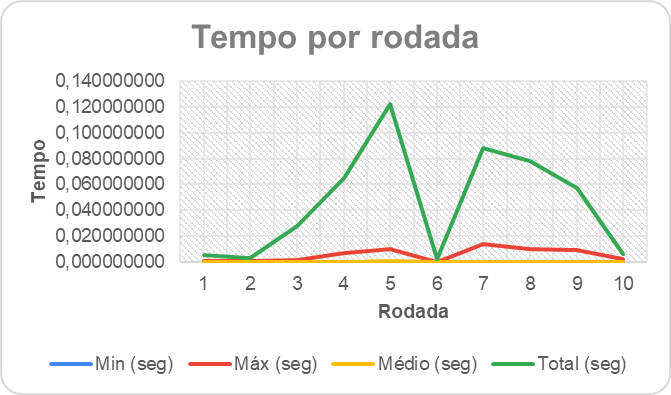 Tempo por rodada
0,140000000
0,120000000
0,100000000
0,080000000
0,060000000
0,040000000
0,020000000
0,000000000
Tempo
1 2 3 4 5 6 7 8 9 10
Rodada
Min (seg) Máx (seg) Médio (seg) Total (seg)